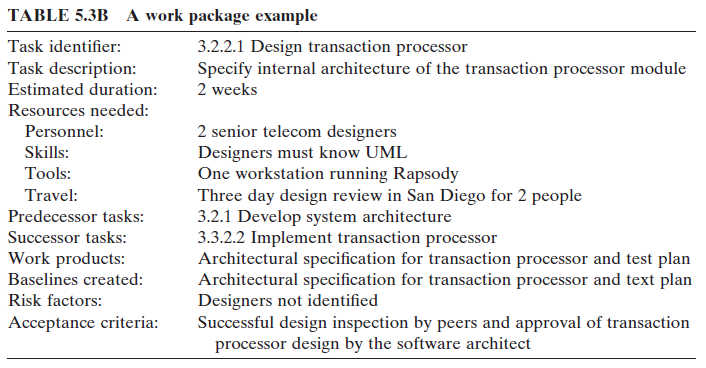 TABLE 5.3B A work package example
Task identifier: 3.2.2.1 Design transaction processor
Task description: Specify internal architecture of the transaction processor module
Estimated duration: 2 weeks
Resources needed:
Personnel: 2 senior telecom designers
Skills: Designers must know UML
Tools: One workstation running Rapsody
Travel: Three day design review in San Diego for 2 people
Predecessor tasks: 3.2.1 Develop system architecture
Successor tasks: 3.3.2.2 Implement transaction processor
Work products: Architectural specification for transaction processor and test plan
Baselines created: Architectural specification for transaction processor and text plan
Risk factors: Designers not identified
Acceptance criteria: Successful design inspection by peers and approval of transaction
processor design by the software architect